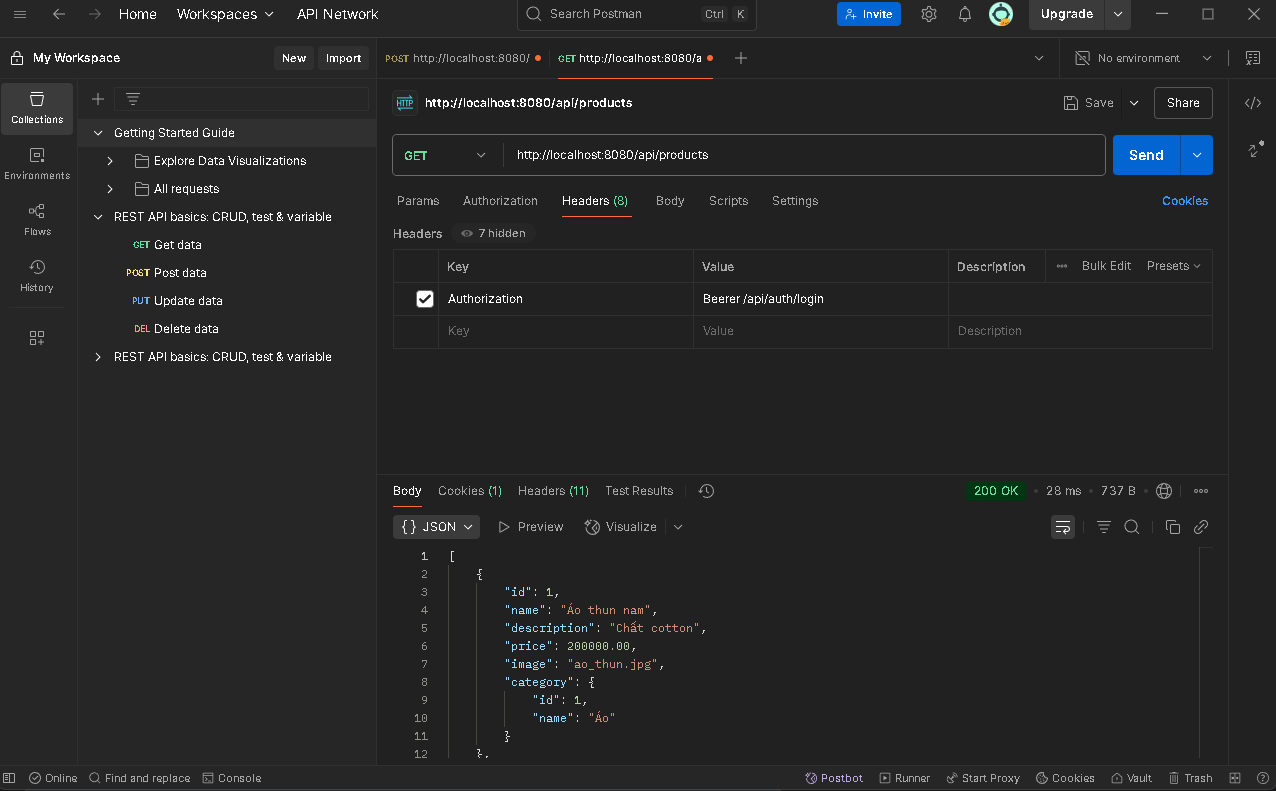 Home Workspaces API Network Search Postman Ctrl K Invite Upgrade
My Workspace New Import POST http://localhost:8080/ GET http://localhost:8080/a No environment
HTTP http://localhost:8080/api/products Save Share
Collections
Environments
Flows
History
Getting Started Guide
Explore Data Visualizations
All requests
REST API basics: CRUD, test & variable
GET Get data
POST Post data
PUT Update data
DEL Delete data
REST API basics: CRUD, test & variable
GET http://localhost:8080/api/products Send
Params Authorization Headers (8) Body Scripts Settings Cookies
Headers 7 hidden
Key Value Description Bulk Edit Presets
Authorization Beerer /api/auth/login
Key Value Description
Body Cookies (1) Headers (11) Test Results 200 OK • 28 ms • 737 B •
{} JSON Preview Visualize
1 [
2 {
3 "id": 1,
4 "name": "Áo thun nam",
5 "description": "Chất cotton",
6 "price": 200000.00,
7 "image": "ao_thun.jpg",
8 "category": {
9 "id": 1,
10 "name": "Áo"
11 }
12 },
Online Find and replace Console Postbot Runner Start Proxy Cookies Vault Trash